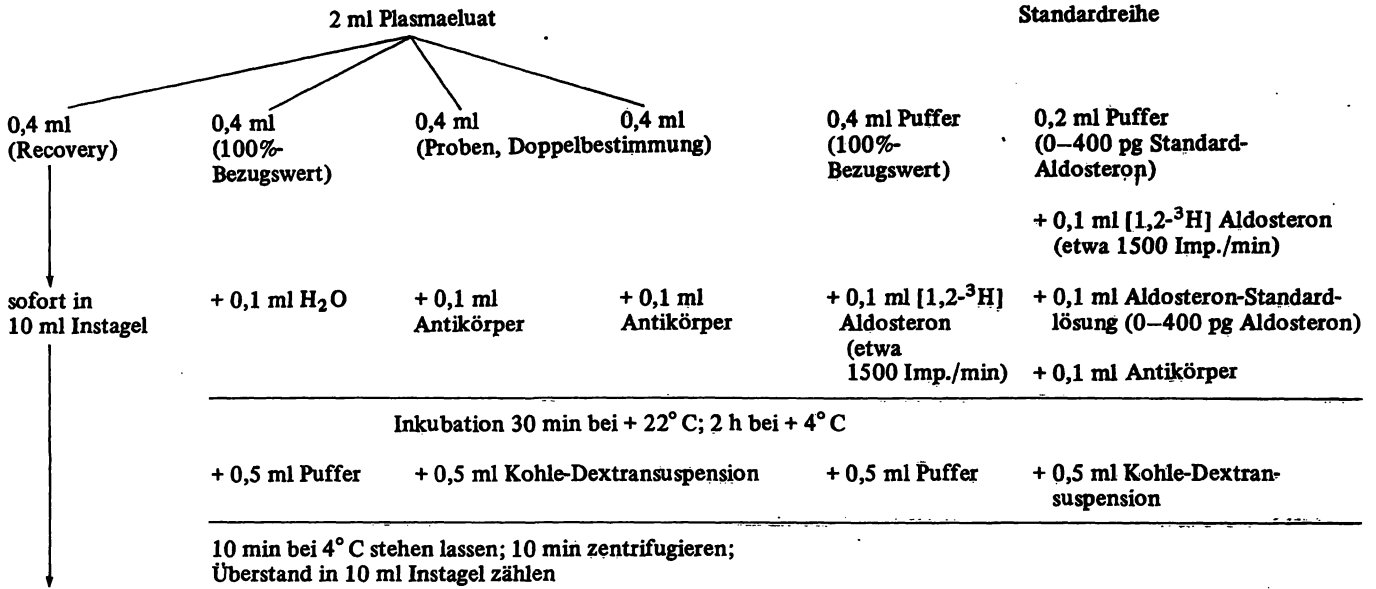 2 ml Plasmaeluat
Standardreihe
0,4 ml
(Recovery)
0,4 ml
(100%-
Bezugswert)
0,4 ml
0,4 ml
(Proben, Doppelbestimmung)
0,4 ml Puffer
(100%-
Bezugswert)
0,2 ml Puffer
(0–400 pg Standard-
Aldosteron)
+ 0,1 ml [1,2-³H] Aldosteron
(etwa 1500 Imp./min)
sofort in
10 ml Instagel
+ 0,1 ml H₂O
+ 0,1 ml
Antikörper
+ 0,1 ml
Antikörper
+ 0,1 ml [1,2-³H]
Aldosteron
(etwa
1500 Imp./min)
+ 0,1 ml Aldosteron-Standard-
lösung (0–400 pg Aldosteron)
+ 0,1 ml Antikörper
Inkubation 30 min bei + 22° C; 2 h bei + 4° C
+ 0,5 ml Puffer
+ 0,5 ml Kohle-Dextransuspension
+ 0,5 ml Puffer
+ 0,5 ml Kohle-Dextran-
suspension
10 min bei 4° C stehen lassen; 10 min zentrifugieren;
Überstand in 10 ml Instagel zählen